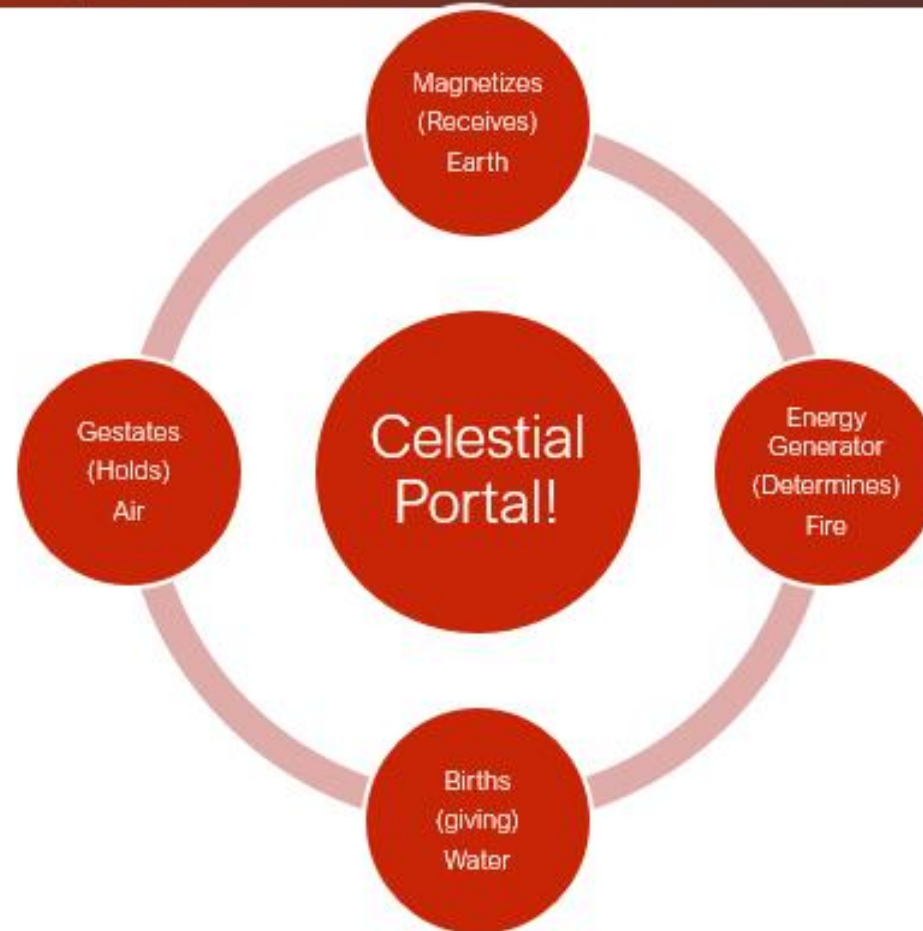 Magnetizes
(Receives)
Earth
Gestates
(Holds)
Air
Celestial
Portal!
Energy
Generator
(Determines)
Fire
Births
(giving)
Water